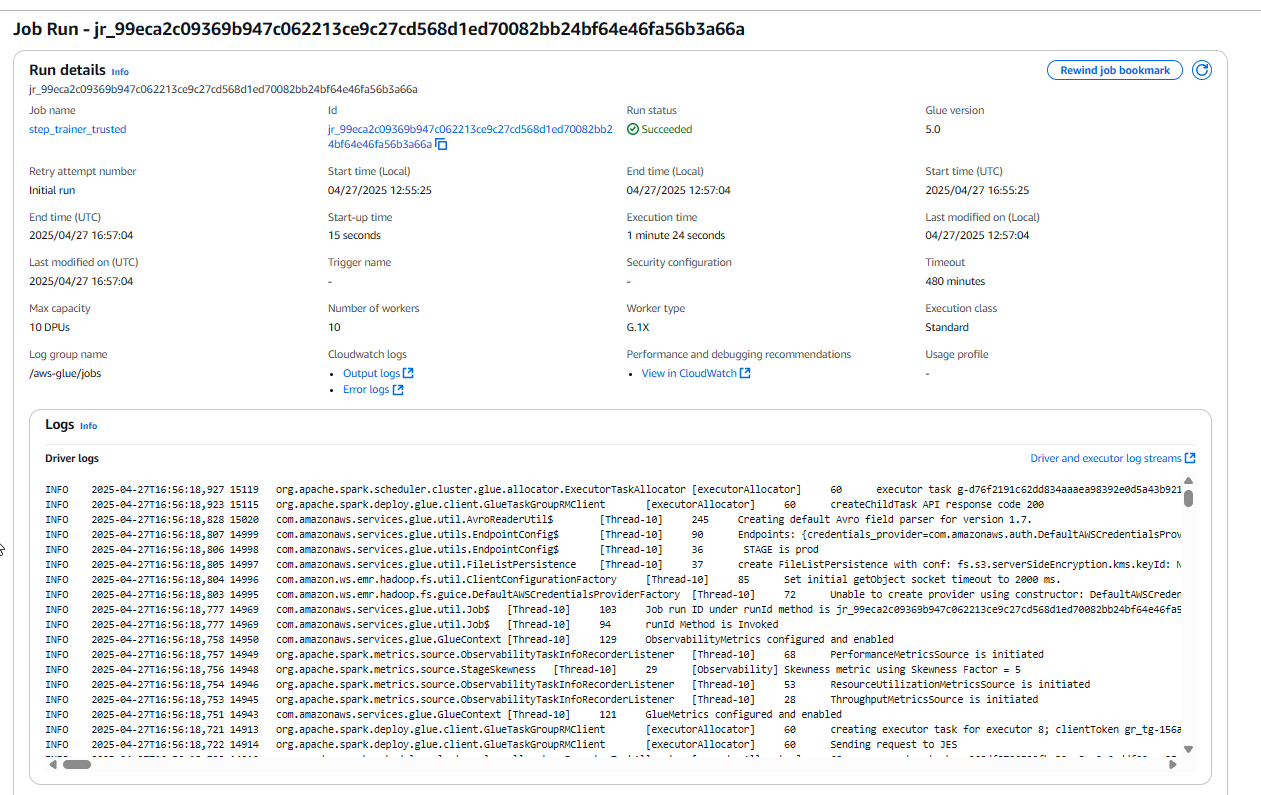 Job Run - jr_99eca2c09369b947c062213ce9c27cd568d1ed70082bb24bf64e46fa56b3a66a
Run details Info
Rewind job bookmark
jr_99eca2c09369b947c062213ce9c27cd568d1ed70082bb24bf64e46fa56b3a66a
Job name Id Run status Glue version
step_trainer_trusted jr_99eca2c09369b947c062213ce9c27cd568d1ed70082bb2 Succeeded 5.0
4bf64e46fa56b3a66a
Retry attempt number Start time (Local) End time (Local) Start time (UTC)
Initial run 04/27/2025 12:55:25 04/27/2025 12:57:04 2025/04/27 16:55:25
End time (UTC) Start-up time Execution time Last modified on (Local)
2025/04/27 16:57:04 15 seconds 1 minute 24 seconds 04/27/2025 12:57:04
Last modified on (UTC) Trigger name Security configuration Timeout
2025/04/27 16:57:04 - - 480 minutes
Max capacity Number of workers Worker type Execution class
10 DPUs 10 G.1X Standard
Log group name Cloudwatch logs Performance and debugging recommendations Usage profile
/aws-glue/jobs • Output logs • View in CloudWatch -
• Error logs
Logs Info
Driver logs Driver and executor log streams
INFO 2025-04-27T16:56:18,927 15119 org.apache.spark.scheduler.cluster.glue.allocator.ExecutorTaskAllocator [executorAllocator] 60 executor task g-d76f2191c62dd834aaaea98392e0d5a43b921
INFO 2025-04-27T16:56:18,923 15115 org.apache.spark.deploy.glue.client.GlueTaskGroupRMClient [executorAllocator] 60 createChildTask API response code 200
INFO 2025-04-27T16:56:18,828 15020 com.amazonaws.services.glue.util.AvroReaderUtil$ [Thread-10] 245 Creating default Avro field parser for version 1.7.
INFO 2025-04-27T16:56:18,807 14999 com.amazonaws.services.glue.utils.EndpointConfig$ [Thread-10] 90 Endpoints: {credentials_provider=com.amazonaws.auth.DefaultAWSCredentialsProv
INFO 2025-04-27T16:56:18,806 14998 com.amazonaws.services.glue.utils.EndpointConfig$ [Thread-10] 36 STAGE is prod
INFO 2025-04-27T16:56:18,805 14997 com.amazonaws.services.glue.util.FileListPersistence [Thread-10] 37 create FileListPersistence with conf: fs.s3.serverSideEncryption.kms.keyId: N
INFO 2025-04-27T16:56:18,804 14996 com.amazon.ws.emr.hadoop.fs.util.ClientConfigurationFactory [Thread-10] 85 Set initial getObject socket timeout to 2000 ms.
INFO 2025-04-27T16:56:18,803 14995 com.amazon.ws.emr.hadoop.fs.guice.DefaultAWSCredentialsProviderFactory [Thread-10] 72 Unable to create provider using constructor: DefaultAWSCreden
INFO 2025-04-27T16:56:18,777 14969 com.amazonaws.services.glue.util.Job$ [Thread-10] 103 Job run ID under runId method is jr_99eca2c09369b947c062213ce9c27cd568d1ed70082bb24bf64e46fa5
INFO 2025-04-27T16:56:18,777 14969 com.amazonaws.services.glue.util.Job$ [Thread-10] 94 runId Method is Invoked
INFO 2025-04-27T16:56:18,758 14950 com.amazonaws.services.glue.GlueContext [Thread-10] 129 ObservabilityMetrics configured and enabled
INFO 2025-04-27T16:56:18,757 14949 org.apache.spark.metrics.source.ObservabilityTaskInfoRecorderListener [Thread-10] 68 PerformanceMetricsSource is initiated
INFO 2025-04-27T16:56:18,756 14948 org.apache.spark.metrics.source.StageSkewness [Thread-10] 29 [Observability] Skewness metric using Skewness Factor = 5
INFO 2025-04-27T16:56:18,754 14946 org.apache.spark.metrics.source.ObservabilityTaskInfoRecorderListener [Thread-10] 53 ResourceUtilizationMetricsSource is initiated
INFO 2025-04-27T16:56:18,753 14945 org.apache.spark.metrics.source.ObservabilityTaskInfoRecorderListener [Thread-10] 28 ThroughputMetricsSource is initiated
INFO 2025-04-27T16:56:18,751 14943 com.amazonaws.services.glue.GlueContext [Thread-10] 121 GlueMetrics configured and enabled
INFO 2025-04-27T16:56:18,721 14913 org.apache.spark.deploy.glue.client.GlueTaskGroupRMClient [executorAllocator] 60 creating executor task for executor 8; clientToken gr_tg-156a
INFO 2025-04-27T16:56:18,722 14914 org.apache.spark.deploy.glue.client.GlueTaskGroupRMClient [executorAllocator] 60 Sending request to JES